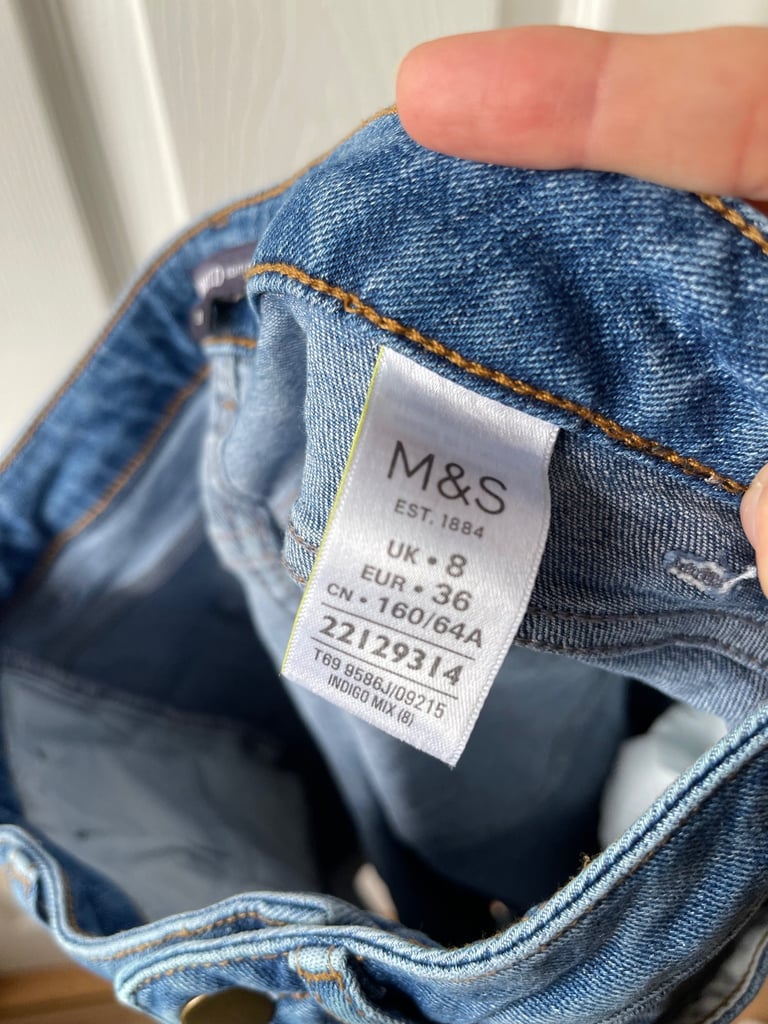 M&S
EST. 1884
UK • 8
EUR • 36
CN • 160/64A
22129314
T69 9586J/09215
INDIGO MIX (8)